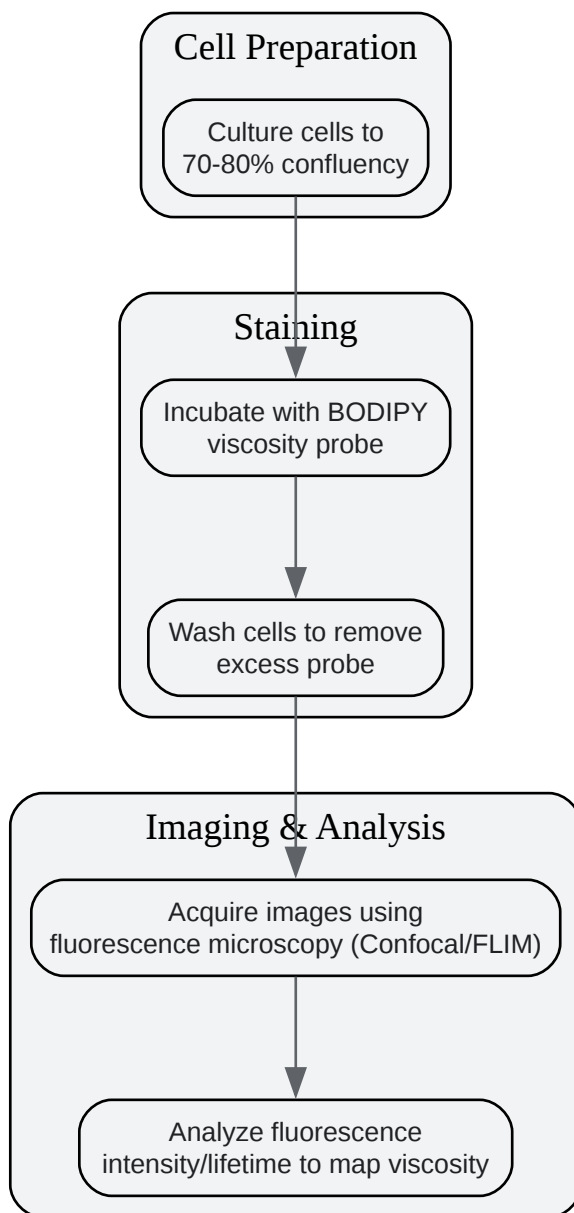 Cell Preparation
Culture cells to
70-80% confluency
Staining
Incubate with BODIPY
viscosity probe
Wash cells to remove
excess probe
Imaging & Analysis
Acquire images using
fluorescence microscopy (Confocal/FLIM)
Analyze fluorescence
intensity/lifetime to map viscosity